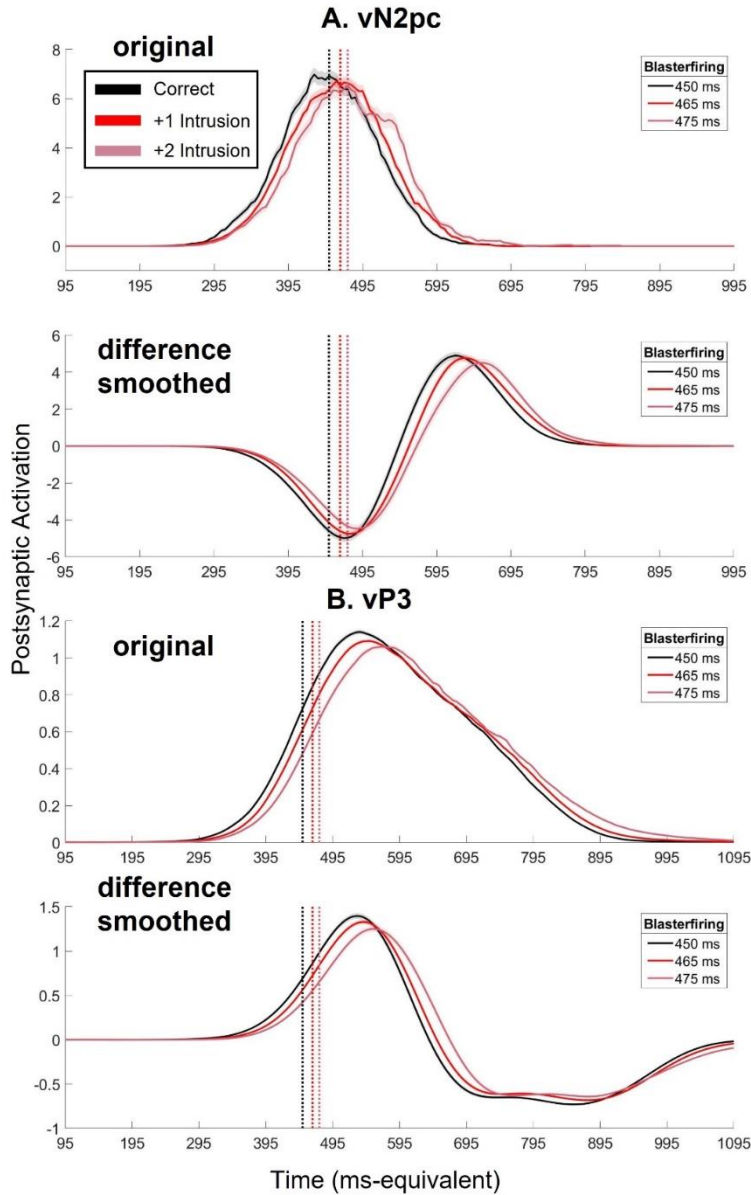 A. vN2pc
original
Correct
+1 Intrusion
+2 Intrusion
Blasterfiring
450 ms
465 ms
475 ms
8
6
4
2
0
95 195 295 395 495 595 695 795 895 995
difference
smoothed
Blasterfiring
450 ms
465 ms
475 ms
6
4
2
0
-2
-4
-6
95 195 295 395 495 595 695 795 895 995
Postsynaptic Activation
B. vP3
original
Blasterfiring
450 ms
465 ms
475 ms
1.2
1
0.8
0.6
0.4
0.2
0
95 195 295 395 495 595 695 795 895 995 1095
difference
smoothed
Blasterfiring
450 ms
465 ms
475 ms
1.5
1
0.5
0
-0.5
-1
95 195 295 395 495 595 695 795 895 995 1095
Time (ms-equivalent)